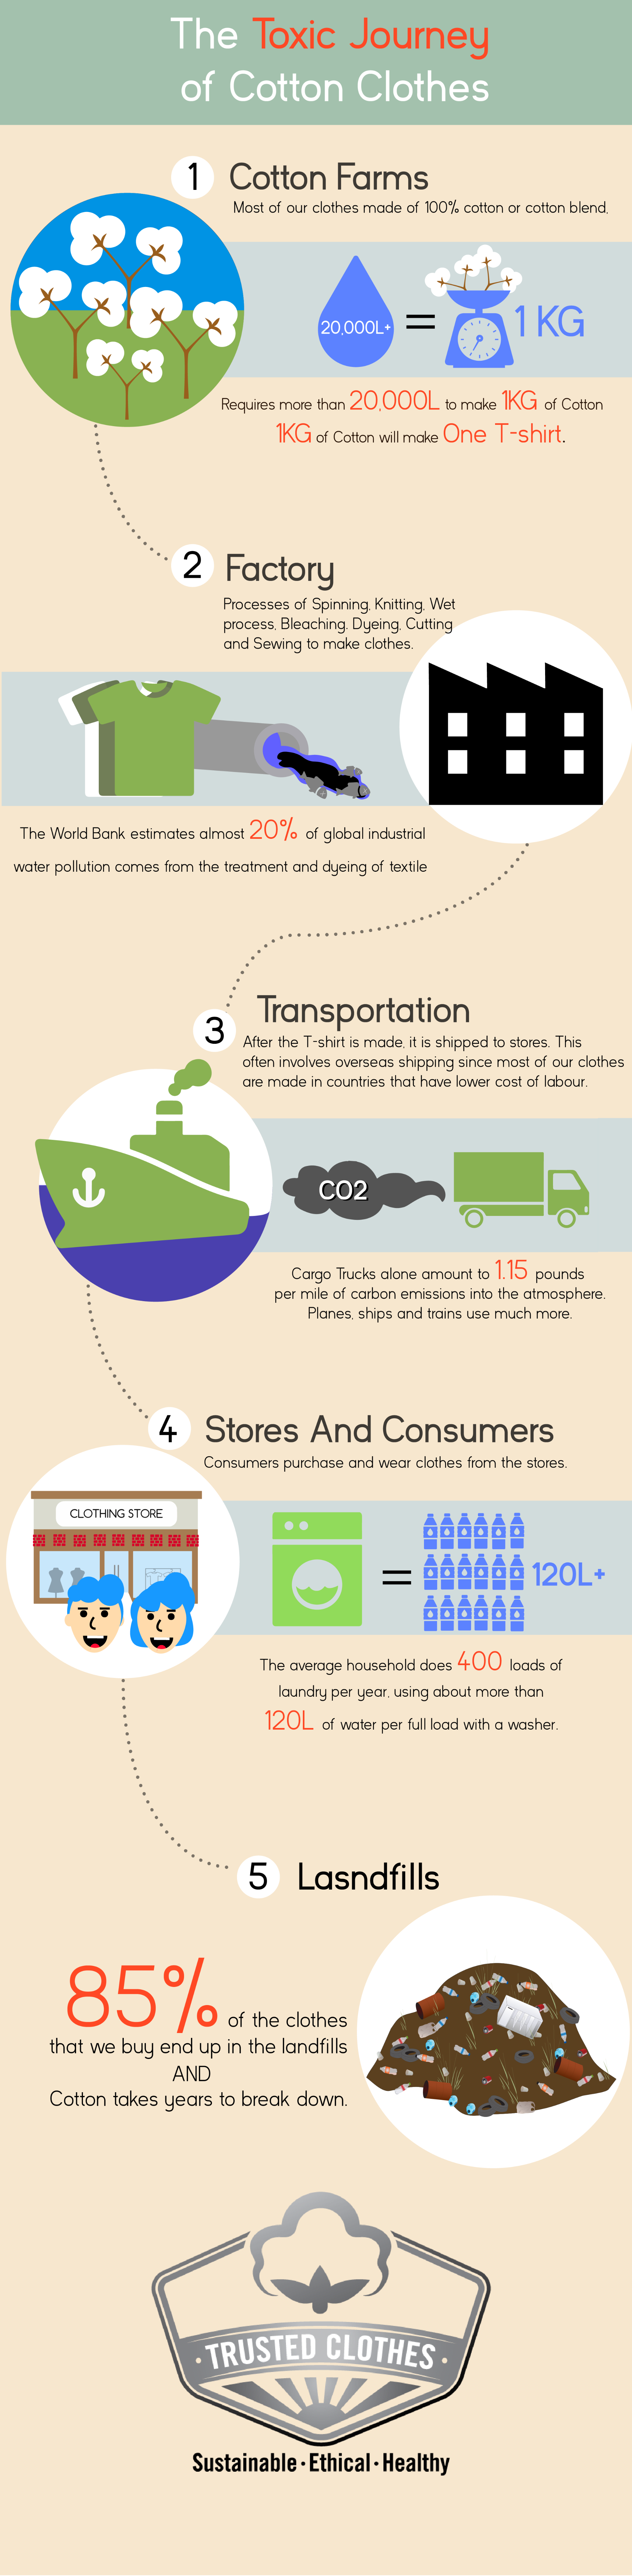 The Toxic Journey
of Cotton Clothes
1 Cotton Farms
Most of our clothes made of 100% cotton or cotton blend.
20,000L+ = 1 KG
Requires more than 20,000L to make 1KG of Cotton
1KG of Cotton will make One T-shirt.
2 Factory
Processes of Spinning, Knitting, Wet
process, Bleaching. Dyeing, Cutting
and Sewing to make clothes.
The World Bank estimates almost 20% of global industrial
water pollution comes from the treatment and dyeing of textile
3 Transportation
After the T-shirt is made, it is shipped to stores. This
often involves overseas shipping since most of our clothes
are made in countries that have lower cost of labour.
CO2
Cargo Trucks alone amount to 1.15 pounds
per mile of carbon emissions into the atmosphere.
Planes, ships and trains use much more.
4 Stores And Consumers
Consumers purchase and wear clothes from the stores.
CLOTHING STORE
= 120L+
The average household does 400 loads of
laundry per year, using about more than
120L of water per full load with a washer.
5 Lasndfills
85% of the clothes
that we buy end up in the landfills
AND
Cotton takes years to break down.
· TRUSTED CLOTHES ·
Sustainable · Ethical · Healthy